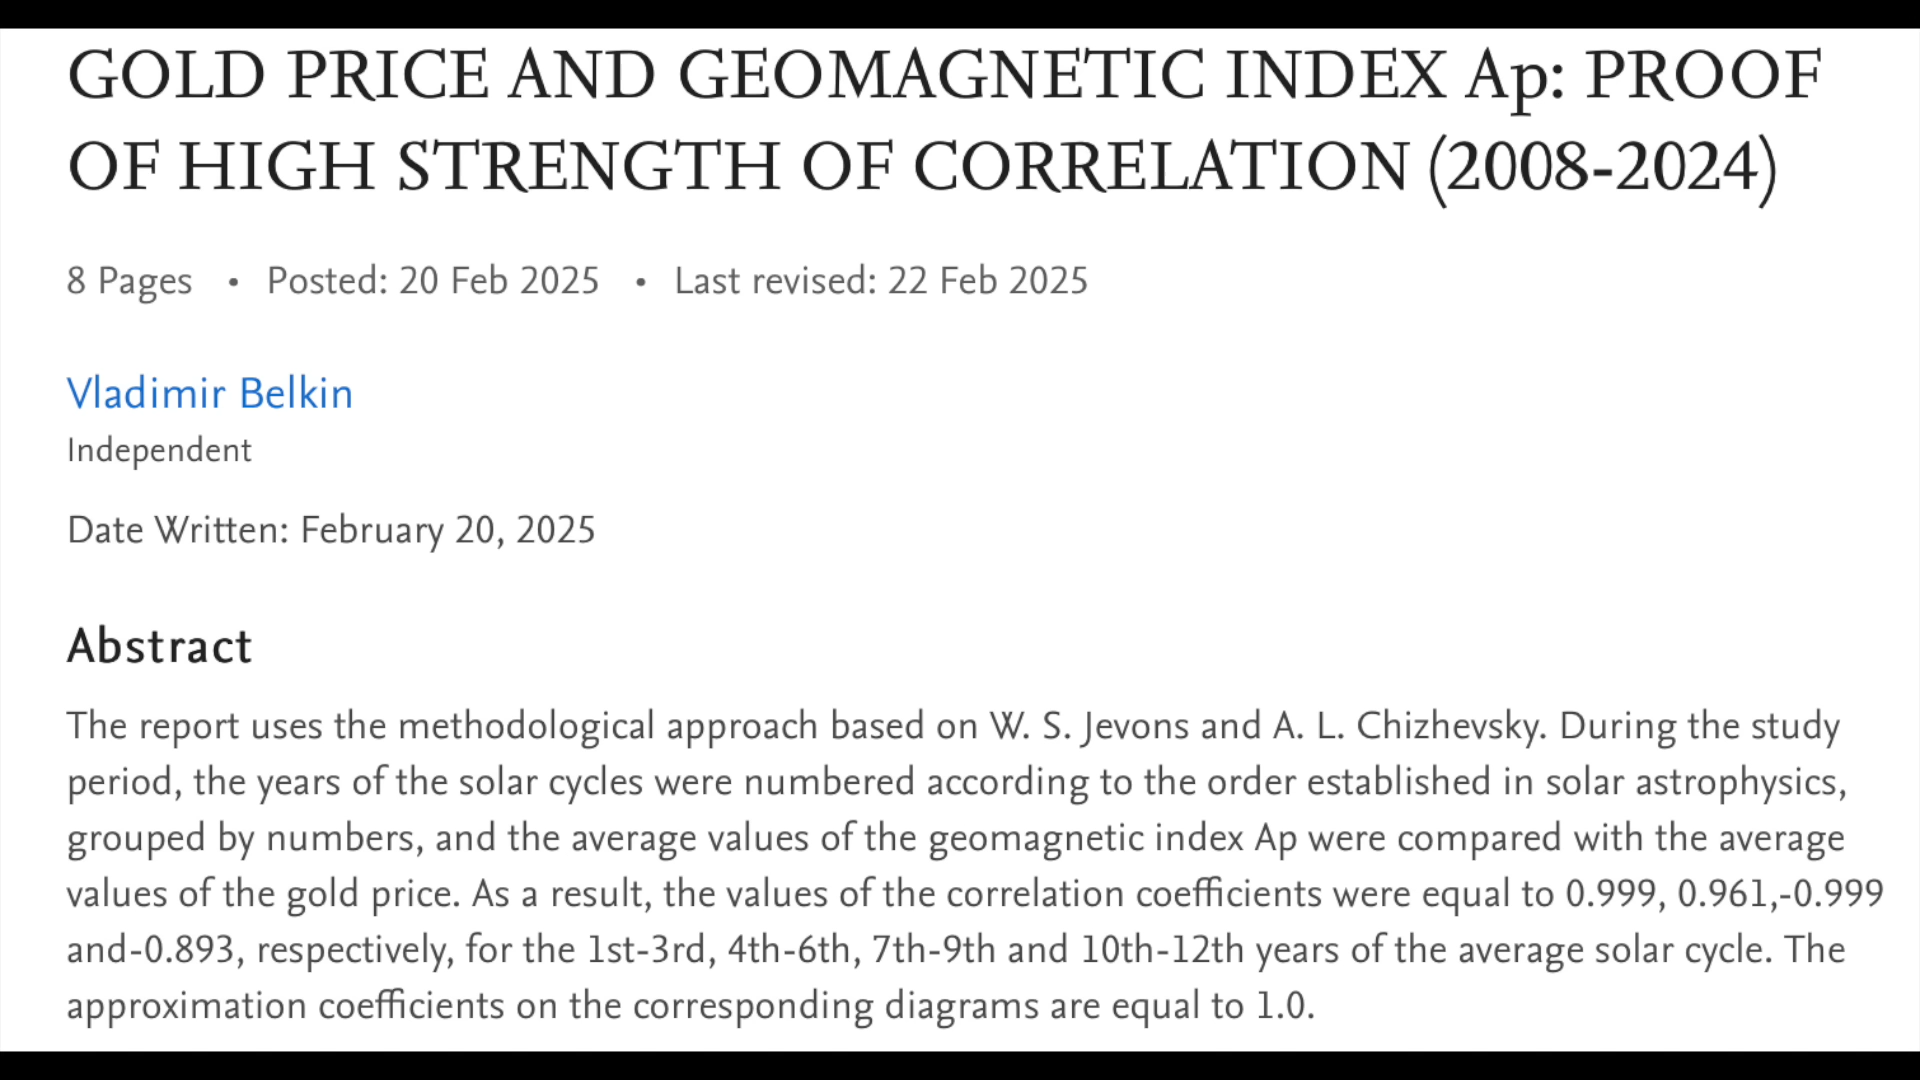 GOLD PRICE AND GEOMAGNETIC INDEX Ap: PROOF
OF HIGH STRENGTH OF CORRELATION (2008-2024)
8 Pages • Posted: 20 Feb 2025 • Last revised: 22 Feb 2025
Vladimir Belkin
Independent
Date Written: February 20, 2025
Abstract
The report uses the methodological approach based on W. S. Jevons and A. L. Chizhevsky. During the study
period, the years of the solar cycles were numbered according to the order established in solar astrophysics,
grouped by numbers, and the average values of the geomagnetic index Ap were compared with the average
values of the gold price. As a result, the values of the correlation coefficients were equal to 0.999, 0.961,-0.999
and-0.893, respectively, for the 1st-3rd, 4th-6th, 7th-9th and 10th-12th years of the average solar cycle. The
approximation coefficients on the corresponding diagrams are equal to 1.0.